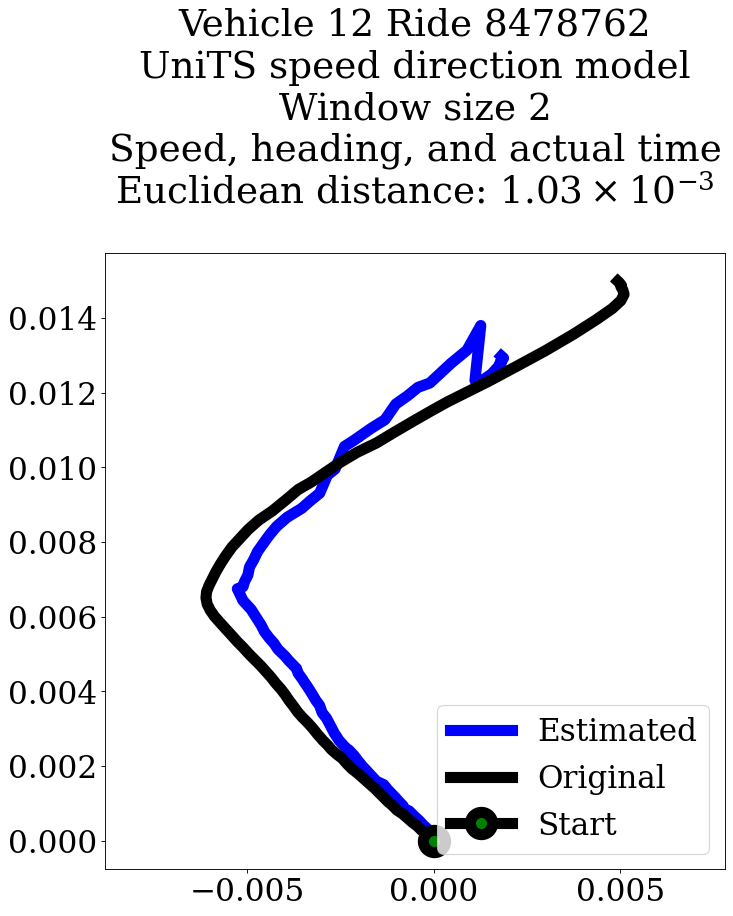 Vehicle 12 Ride 8478762
UniTS speed direction model
Window size 2
Speed, heading, and actual time
Euclidean distance: 1.03 × 10⁻³
0.014
0.012
0.010
0.008
0.006
0.004
0.002
0.000
Estimated
Original
Start
−0.005 0.000 0.005